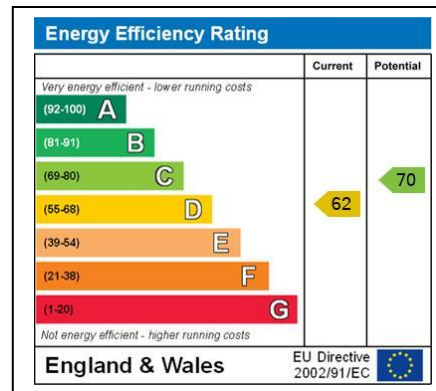 Energy Efficiency Rating
Current Potential
Very energy efficient - lower running costs
(92-100) A
(81-91) B
(69-80) C
70
(55-68) D
62
(39-54) E
(21-38) F
(1-20) G
Not energy efficient - higher running costs
England & Wales
EU Directive
2002/91/EC